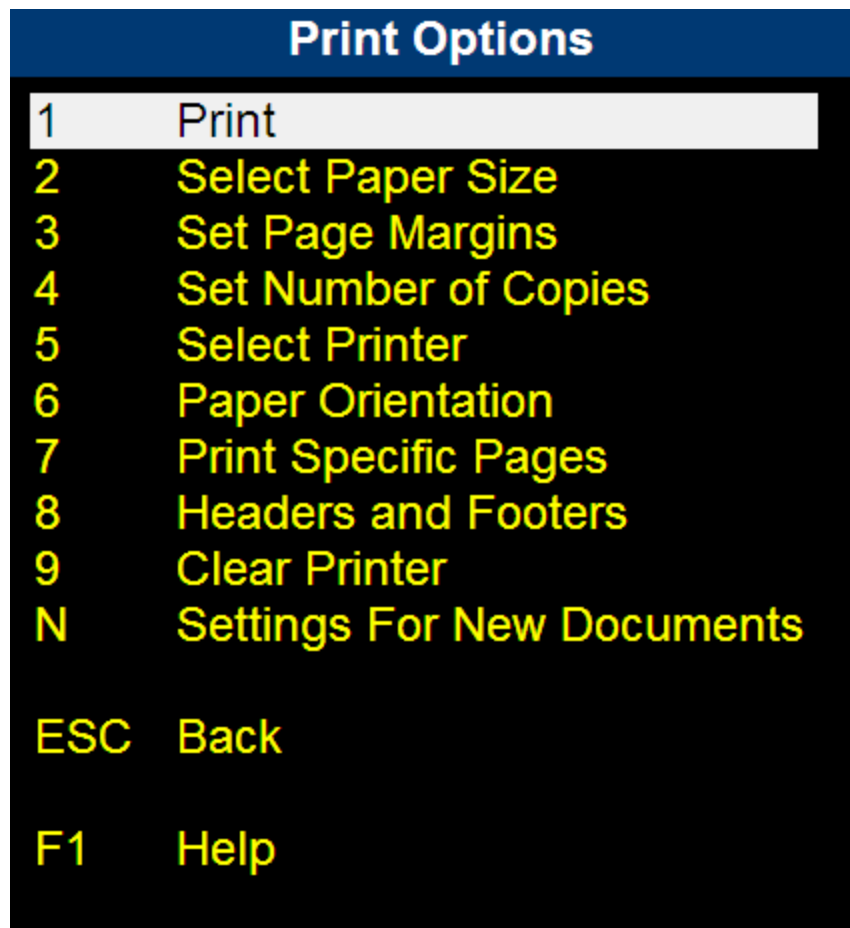 Print Options
1 Print
2 Select Paper Size
3 Set Page Margins
4 Set Number of Copies
5 Select Printer
6 Paper Orientation
7 Print Specific Pages
8 Headers and Footers
9 Clear Printer
N Settings For New Documents
ESC Back
F1 Help